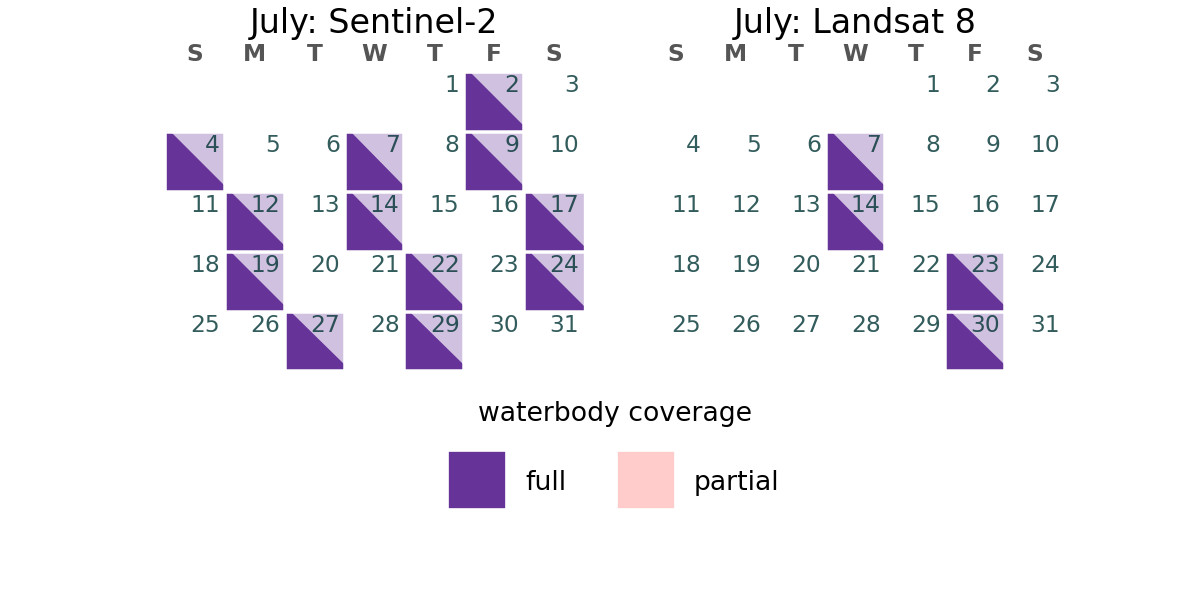 July: Sentinel-2
S M T W T F S
1 2 3
4 5 6 7 8 9 10
11 12 13 14 15 16 17
18 19 20 21 22 23 24
25 26 27 28 29 30 31
July: Landsat 8
S M T W T F S
1 2 3
4 5 6 7 8 9 10
11 12 13 14 15 16 17
18 19 20 21 22 23 24
25 26 27 28 29 30 31
waterbody coverage
full partial